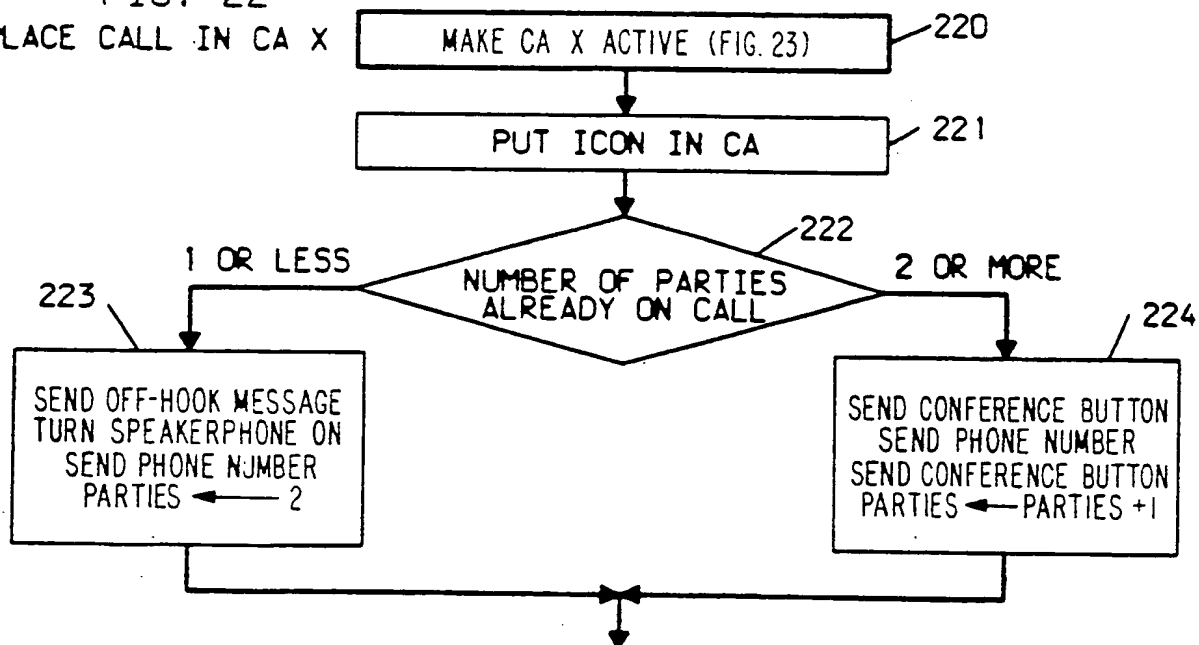 LACE CALL IN CA X
MAKE CA X ACTIVE (FIG. 23)
220
PUT ICON IN CA
221
222
NUMBER OF PARTIES
ALREADY ON CALL
1 OR LESS
2 OR MORE
223
SEND OFF-HOOK MESSAGE
TURN SPEAKERPHONE ON
SEND PHONE NUMBER
PARTIES ← 2
224
SEND CONFERENCE BUTTON
SEND PHONE NUMBER
SEND CONFERENCE BUTTON
PARTIES ← PARTIES +1